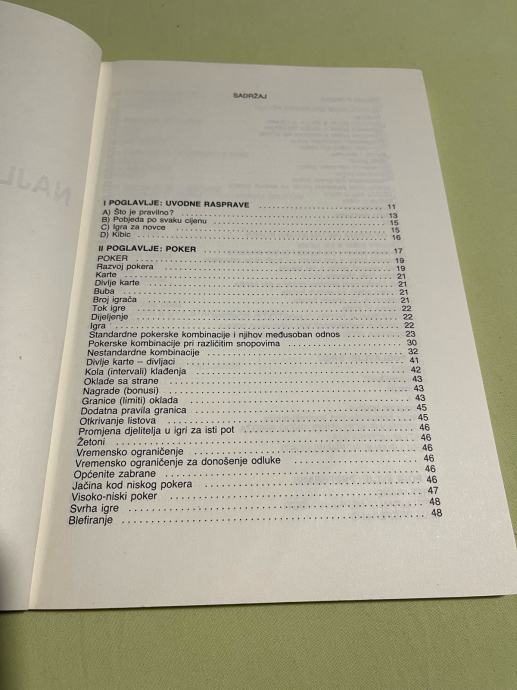 SADRŽAJ
I POGLAVLJE: UVODNE RASPRAVE 11
A) Što je pravilno? 13
B) Pobjeda po svaku cijenu 15
C) Igra za novce 15
D) Kibic 16
II POGLAVLJE: POKER 17
POKER 19
Razvoj pokera 19
Karte 21
Divlje karte 21
Buba 21
Broj igrača 21
Tok igre 22
Dijeljenje 22
Igra 22
Standardne pokerske kombinacije i njihov međusoban odnos 23
Pokerske kombinacije pri različitim snopovima 30
Nestandardne kombinacije 32
Divlje karte – divljaci 41
Kola (intervali) klađenja 42
Oklade sa strane 43
Nagrade (bonusi) 43
Granice (limiti) oklada 43
Dodatna pravila granica 45
Otkrivanje listova 45
Promjena djelitelja u igri za isti pot 46
Žetoni 46
Vremensko ograničenje 46
Vremensko ograničenje za donošenje odluke 46
Općenite zabrane 46
Jačina kod niskog pokera 46
Visoko-niski poker 47
Svrha igre 48
Blefiranje 48